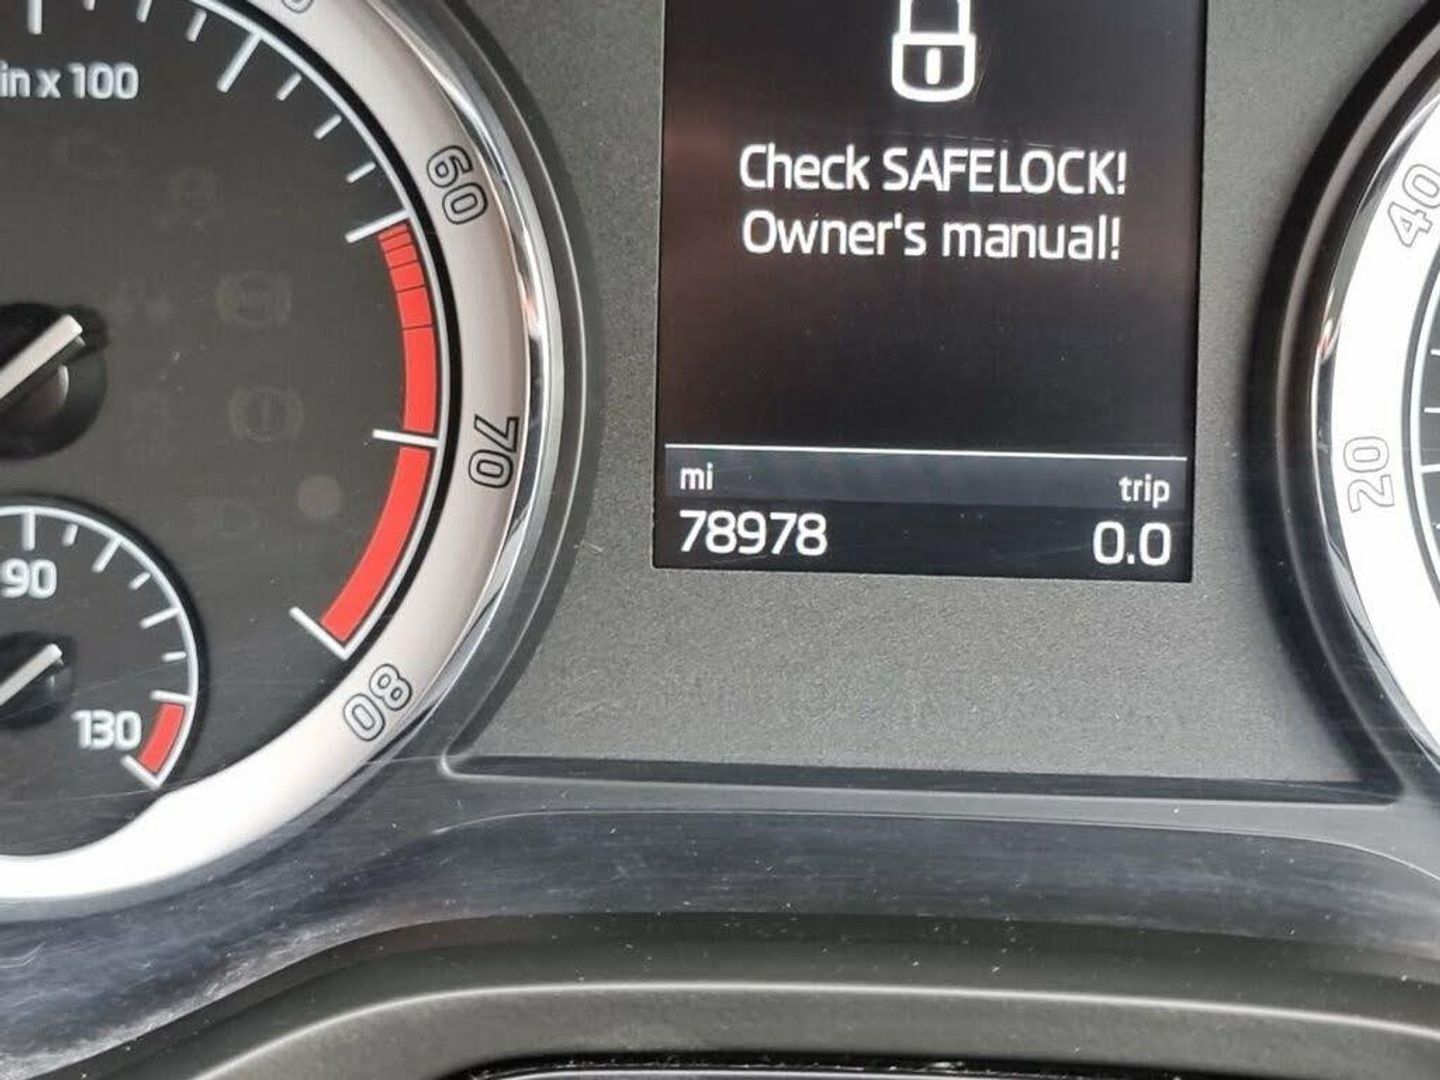 in x 100
60
70
80
90
130
Check SAFELOCK!
Owner's manual!
mi trip
78978 0.0
40
20